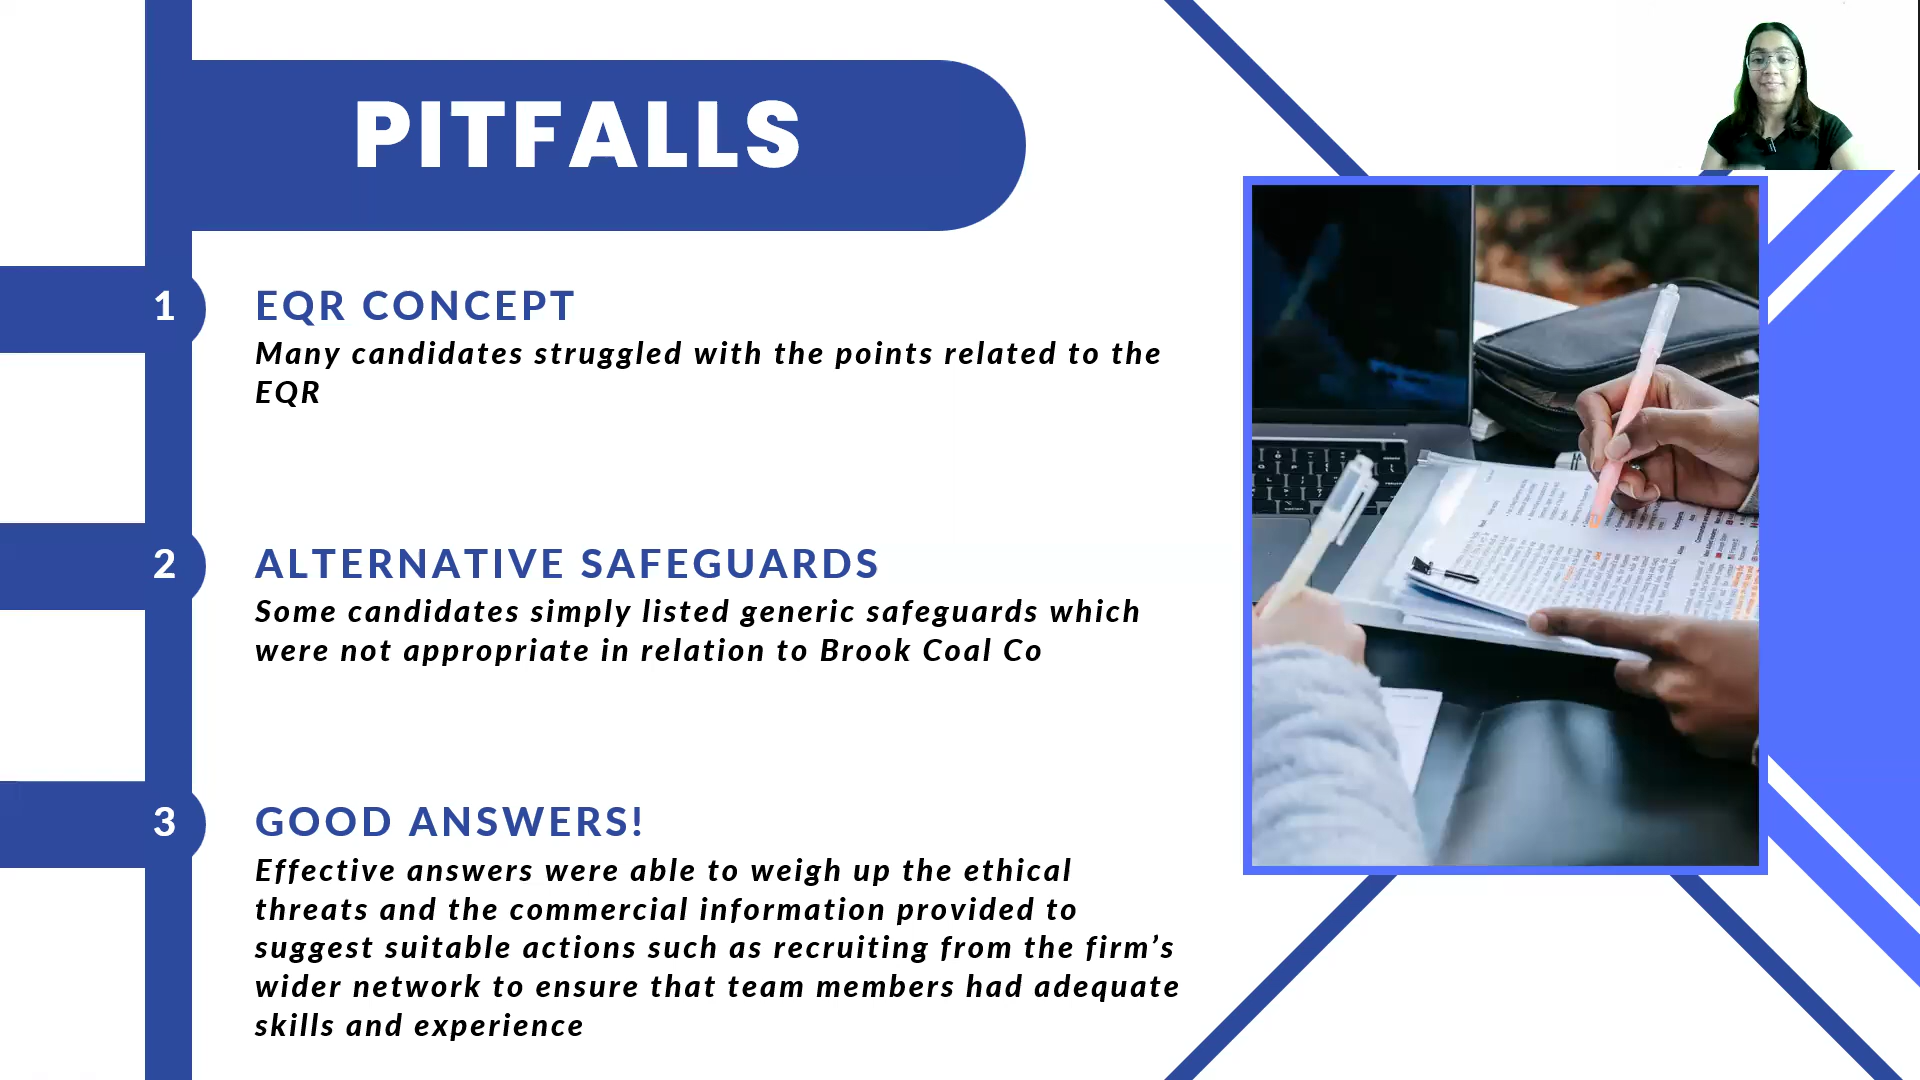 PITFALLS
1
EQR CONCEPT
Many candidates struggled with the points related to the
EQR
2
ALTERNATIVE SAFEGUARDS
Some candidates simply listed generic safeguards which
were not appropriate in relation to Brook Coal Co
3
GOOD ANSWERS!
Effective answers were able to weigh up the ethical
threats and the commercial information provided to
suggest suitable actions such as recruiting from the firm’s
wider network to ensure that team members had adequate
skills and experience